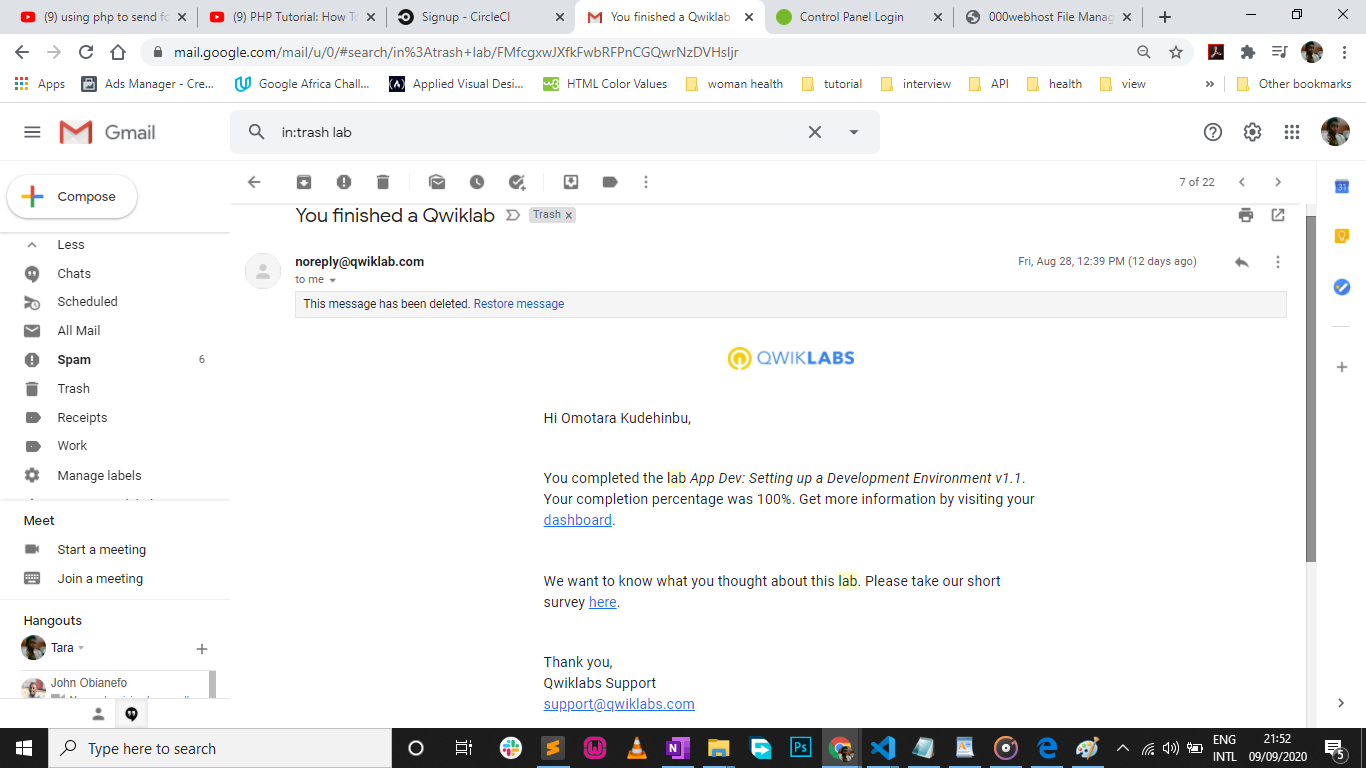 (9) using php to send fo
(9) PHP Tutorial: How To
Signup - CircleCI
You finished a Qwiklab
Control Panel Login
000webhost File Manag
mail.google.com/mail/u/0/#search/in%3Atrash+lab/FMfcgxwJXfkFwbRFPnCGQwrNzDVHsljr
Apps
Ads Manager - Cre...
Google Africa Chall...
Applied Visual Desi...
HTML Color Values
woman health
tutorial
interview
API
health
view
»
Other bookmarks
Gmail
in:trash lab
Compose
7 of 22
Less
Chats
Scheduled
All Mail
Spam 6
Trash
Receipts
Work
Manage labels
Meet
Start a meeting
Join a meeting
Hangouts
Tara
John Obianefo
You finished a Qwiklab
Trash x
noreply@qwiklab.com
Fri, Aug 28, 12:39 PM (12 days ago)
to me
This message has been deleted. Restore message
QWIKLABS
Hi Omotara Kudehinbu,
You completed the lab App Dev: Setting up a Development Environment v1.1.
Your completion percentage was 100%. Get more information by visiting your
dashboard.
We want to know what you thought about this lab. Please take our short
survey here.
Thank you,
Qwiklabs Support
support@qwiklabs.com
31
Type here to search
ENG
INTL
21:52
09/09/2020
5